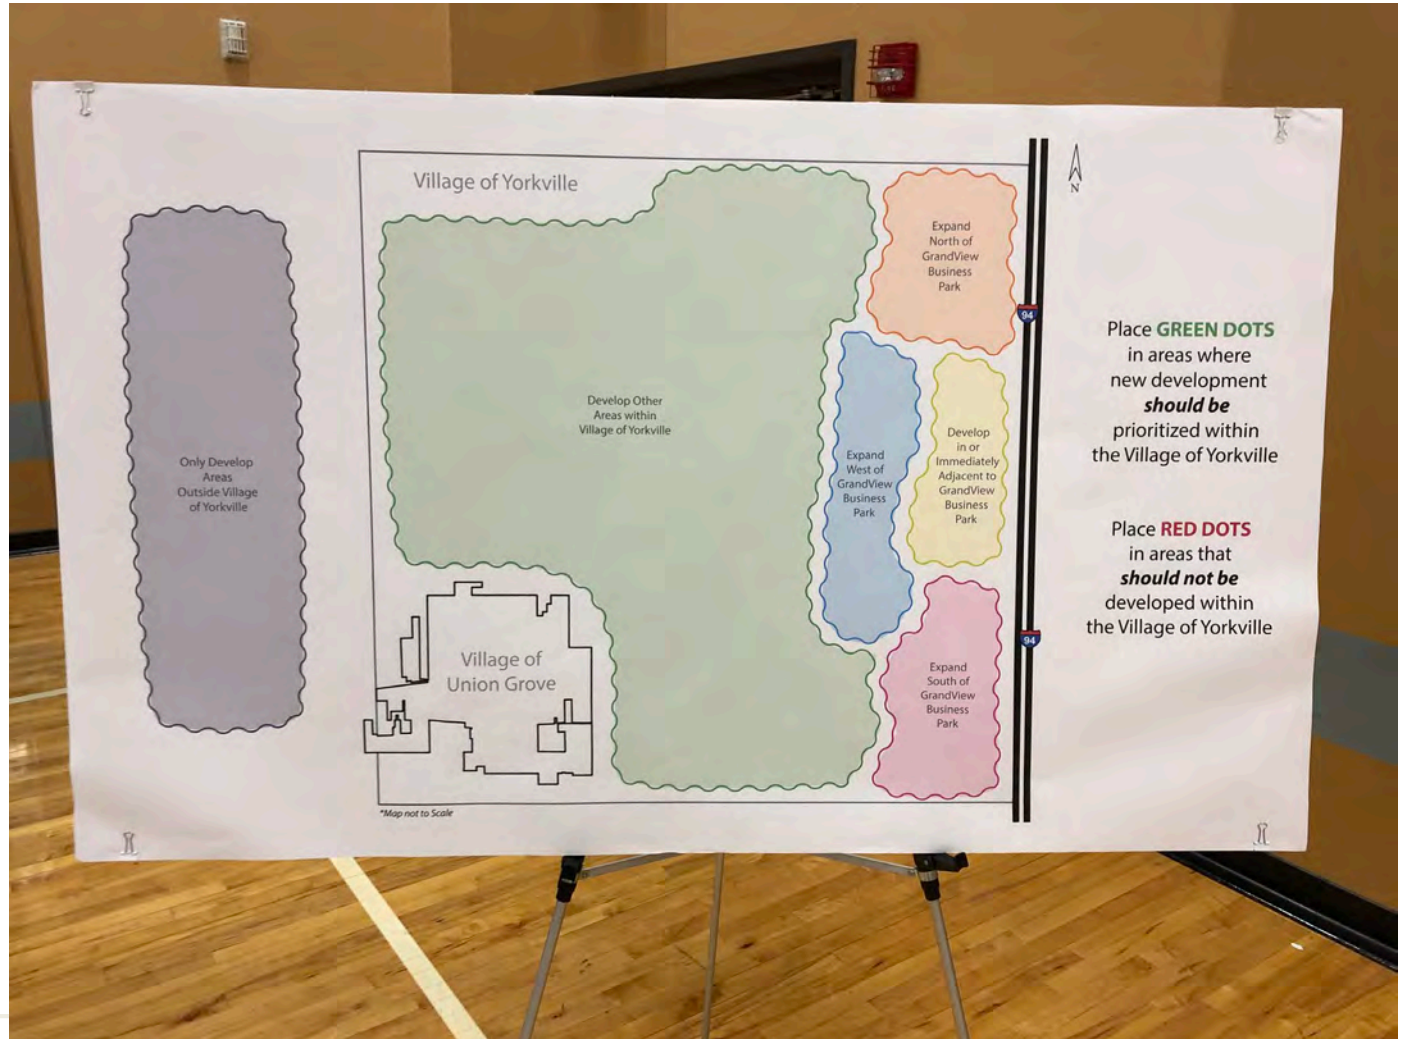 Village of Yorkville
N
Expand
North of
GrandView
Business
Park
94
Place GREEN DOTS
in areas where
new development
should be
prioritized within
the Village of Yorkville
Develop Other
Areas within
Village of Yorkville
Only Develop
Areas
Outside Village
of Yorkville
Expand
West of
GrandView
Business
Park
Develop
in or
Immediately
Adjacent to
GrandView
Business
Park
Place RED DOTS
in areas that
should not be
developed within
the Village of Yorkville
94
Village of
Union Grove
Expand
South of
GrandView
Business
Park
*Map not to Scale